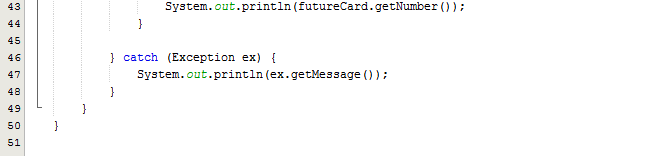 43 System.out.println(futureCard.getNumber());
44 }
45
46 } catch (Exception ex) {
47 System.out.println(ex.getMessage());
48 }
49 }
50 }
51